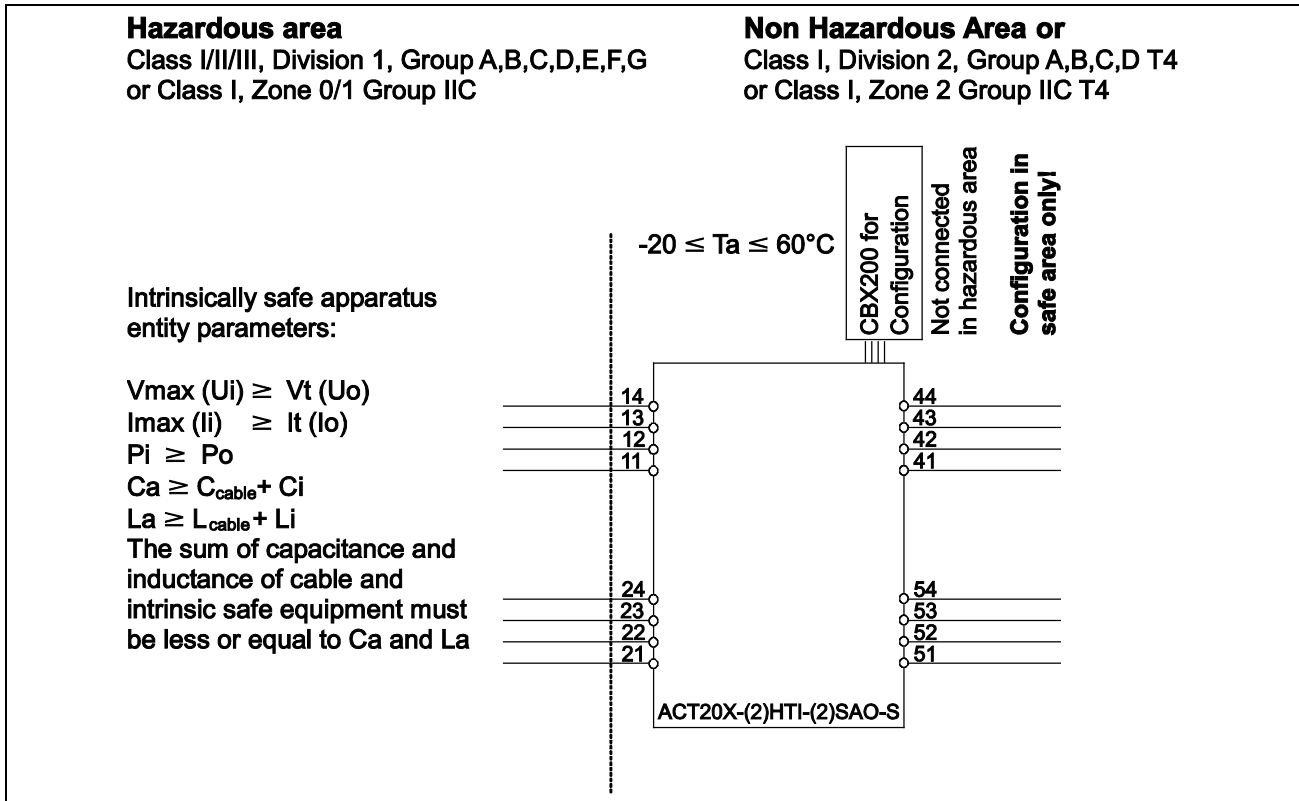 Hazardous area
Class I/II/III, Division 1, Group A,B,C,D,E,F,G
or Class I, Zone 0/1 Group IIC
Non Hazardous Area or
Class I, Division 2, Group A,B,C,D T4
or Class I, Zone 2 Group IIC T4
-20 ≤ Ta ≤ 60°C
CBX200 for
Configuration
Not connected
in hazardous area
Configuration in
safe area only!
Intrinsically safe apparatus
entity parameters:
Vmax (Ui) ≥ Vt (Uo)
Imax (Ii) ≥ It (Io)
Pi ≥ Po
Ca ≥ Ccable + Ci
La ≥ Lcable + Li
The sum of capacitance and
inductance of cable and
intrinsic safe equipment must
be less or equal to Ca and La
14
13
12
11
24
23
22
21
44
43
42
41
54
53
52
51
ACT20X-(2)HTI-(2)SAO-S